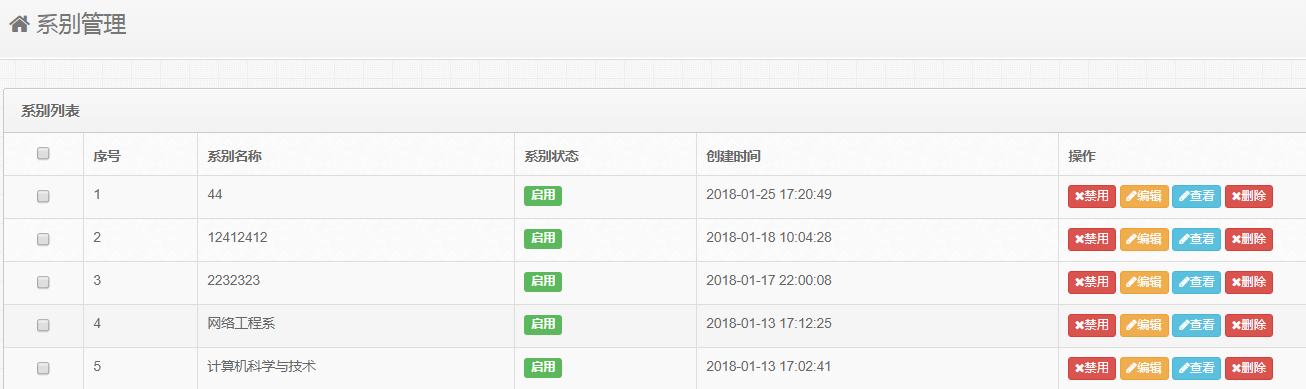 系别管理
系别列表
序号 系别名称 系别状态 创建时间 操作
1 44 启用 2018-01-25 17:20:49 禁用 编辑 查看 删除
2 12412412 启用 2018-01-18 10:04:28 禁用 编辑 查看 删除
3 2232323 启用 2018-01-17 22:00:08 禁用 编辑 查看 删除
4 网络工程系 启用 2018-01-13 17:12:25 禁用 编辑 查看 删除
5 计算机科学与技术 启用 2018-01-13 17:02:41 禁用 编辑 查看 删除